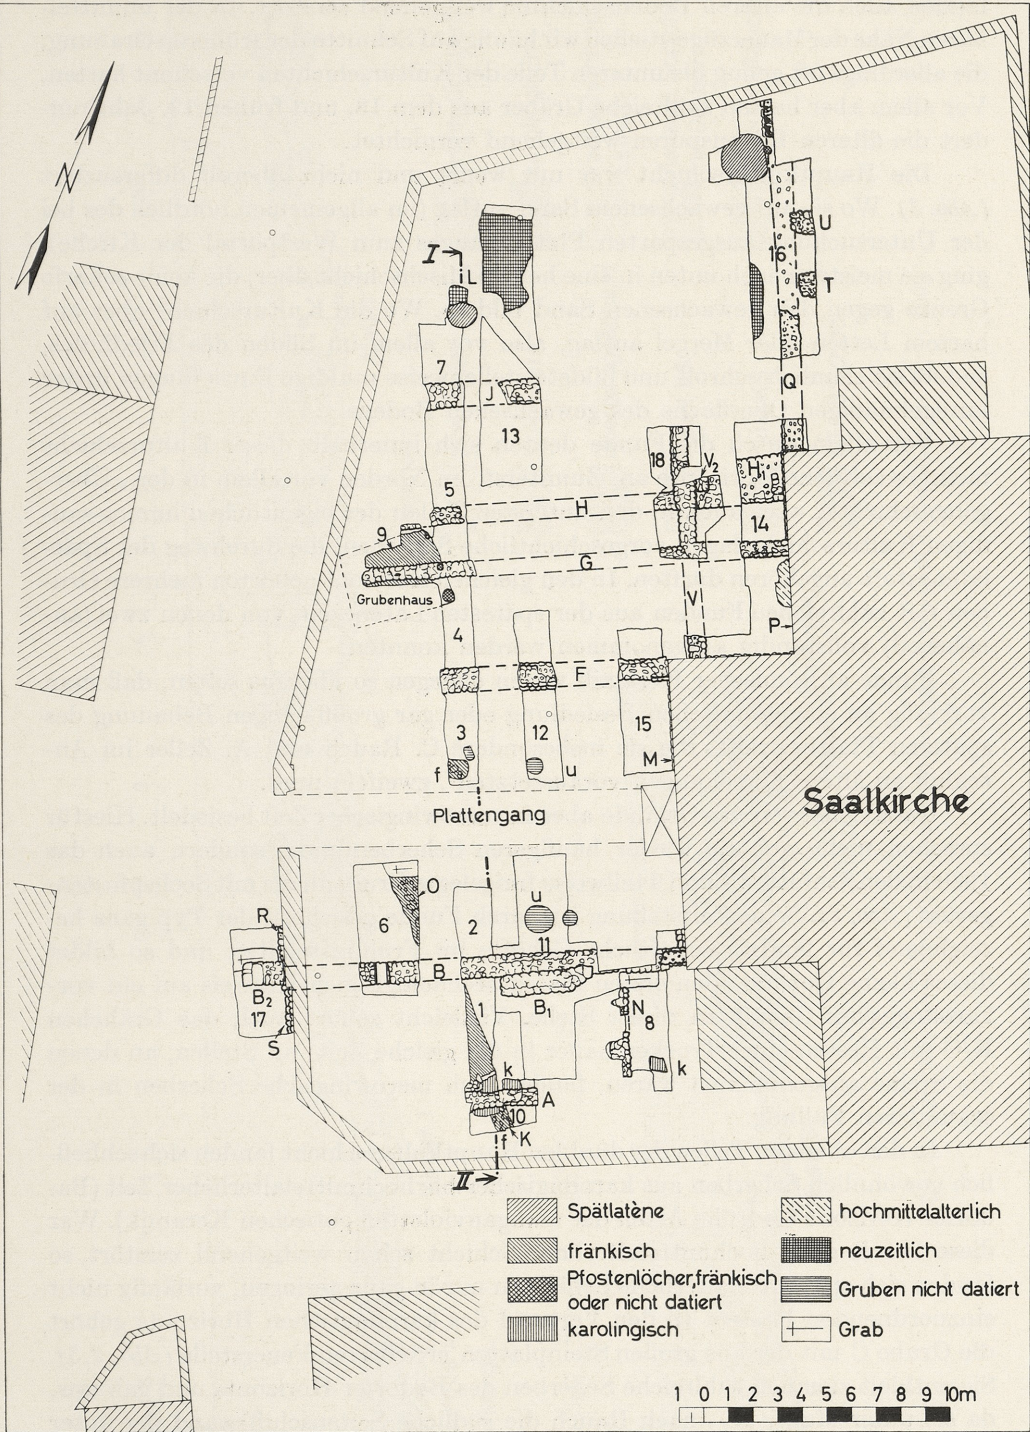 N
I
L
U
16
T
7
J
13
Q
18
V2
H1
5
H
14
9
G
Grubenhaus
V
P
4
F
3
12
15
M
f
u
Plattengang
Saalkirche
O
u
R
6
2
11
B
B2
17
1
B1
N
8
S
k
k
A
10
f K
II
Spätlatène
fränkisch
Pfostenlöcher,fränkisch
oder nicht datiert
karolingisch
hochmittelalterlich
neuzeitlich
Gruben nicht datiert
Grab
1 0 1 2 3 4 5 6 7 8 9 10m